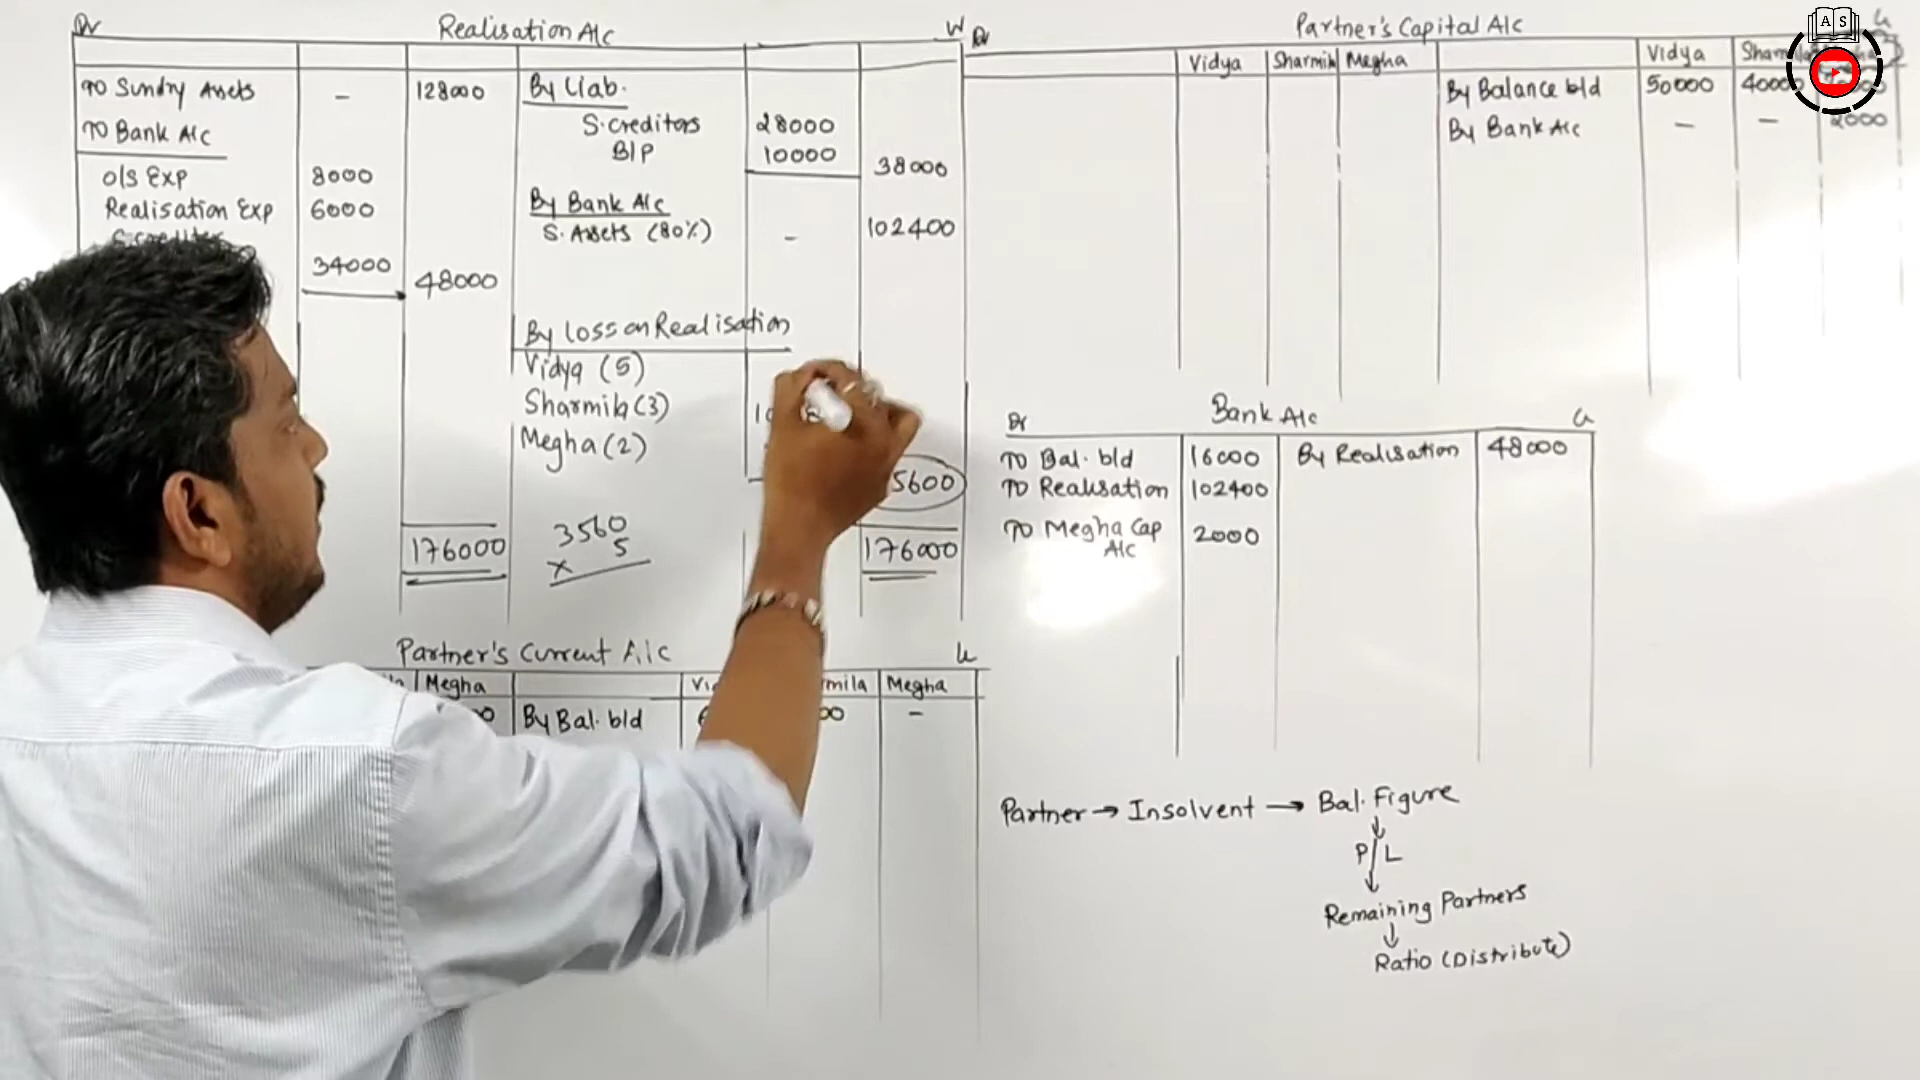 Dr Realisation A/c
To Sundry Assets - 128000 By Liab.
S. creditors 28000
To Bank A/c B/P 10000 38000
O/S Exp 8000
Realisation Exp 6000 By Bank A/c
S. Assets (80%) - 102400
34000 48000
By Loss on Realisation
Vidya (5)
Sharmila (3)
Megha (2)
5600
3560
x 5
176000 176000
Partner's Current A/c Cr
Megha Megha
By Bal. b/d -
Dr Partner's Capital A/c
Vidya Sharmila Megha Vidya
By Balance b/d 50000 40000
By Bank A/c - - 2000
Dr Bank A/c Cr
To Bal. b/d 16000 By Realisation 48000
To Realisation 102400
To Megha Cap 2000
A/c
Partner → Insolvent → Bal. Figure
↓
P/L
↓
Remaining Partners
↓
Ratio (Distribute)
A S